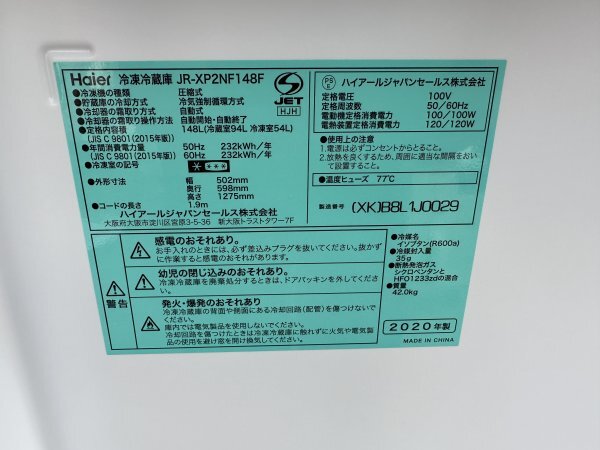 Haier 冷凍冷蔵庫 JR-XP2NF148F
●冷凍機の種類 圧縮式
●貯蔵庫の冷却方式 冷気強制循環方式
●冷却器の霜取り方式 自動式
●冷却器の霜取り操作方法 自動開始・自動終了
●定格内容積 148L(冷蔵室94L 冷凍室54L)
(JIS C 9801(2015年版))
●年間消費電力量 50Hz 232kWh/年
(JIS C 9801(2015年版)) 60Hz 232kWh/年
●冷凍室の記号
●外形寸法 幅 502mm
奥行 598mm
高さ 1275mm
●コードの長さ 1.9m
ハイアールジャパンセールス株式会社
大阪府大阪市淀川区宮原3-5-36 新大阪トラストタワー7F
JET
HJH
PS
E
ハイアールジャパンセールス株式会社
定格電圧 100V
定格周波数 50/60Hz
電動機定格消費電力 100/100W
電熱装置定格消費電力 120/120W
●使用上の注意
1.電源は必ずコンセントからとること。
2.放熱を良くするため、周囲に適当な間隔をおい
て設置すること。
●温度ヒューズ 77℃
製造番号 (XK)B8L1J0029
警告
感電のおそれあり。
お手入れのときには、必ず差込みプラグを抜いてください。抜かず
に作業すると感電のおそれがあります。
幼児の閉じ込めのおそれあり。
冷凍冷蔵庫を廃棄処分するときは、ドアパッキンを外してください。
発火・爆発のおそれあり
冷凍冷蔵庫の背面や側面にある冷却回路(配管)を傷つけないで
ください。
庫内では電気製品を使用しないでください。
冷却回路を傷つけたときは冷凍冷蔵庫に触れずに火気や電気製
品の使用を避け窓を開け換気してください。
●冷媒名
イソブタン(R600a)
●冷媒封入量
35g
●断熱発泡ガス
シクロペンタンと
HFO1233zdの混合
●質量
42.0kg
2020年製
MADE IN CHINA